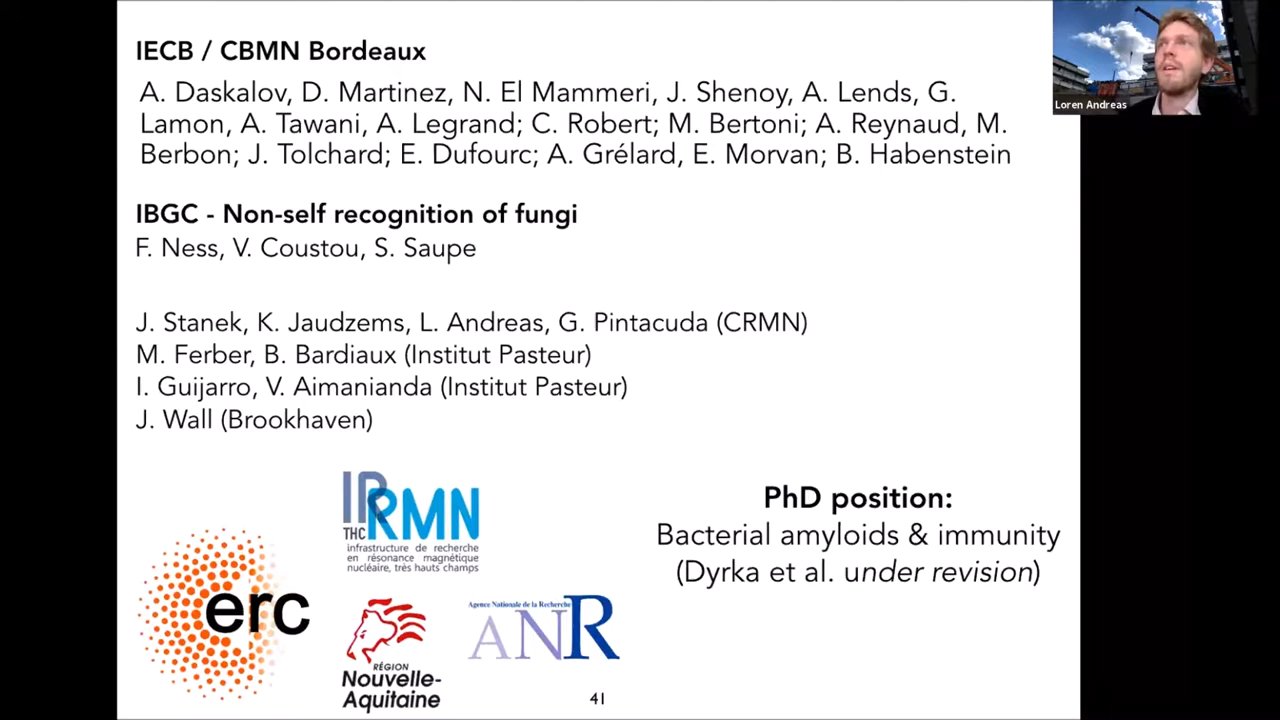 IECB / CBMN Bordeaux
A. Daskalov, D. Martinez, N. El Mammeri, J. Shenoy, A. Lends, G.
Lamon, A. Tawani, A. Legrand; C. Robert; M. Bertoni; A. Reynaud, M.
Berbon; J. Tolchard; E. Dufourc; A. Grélard, E. Morvan; B. Habenstein
IBGC - Non-self recognition of fungi
F. Ness, V. Coustou, S. Saupe
J. Stanek, K. Jaudzems, L. Andreas, G. Pintacuda (CRMN)
M. Ferber, B. Bardiaux (Institut Pasteur)
I. Guijarro, V. Aimanianda (Institut Pasteur)
J. Wall (Brookhaven)
IR RMN
THC
infrastructure de recherche
en résonance magnétique
nucléaire, très hauts champs
erc
RÉGION
Nouvelle-
Aquitaine
Agence Nationale de la Recherche
ANR
PhD position:
Bacterial amyloids & immunity
(Dyrka et al. under revision)
41
Loren Andreas